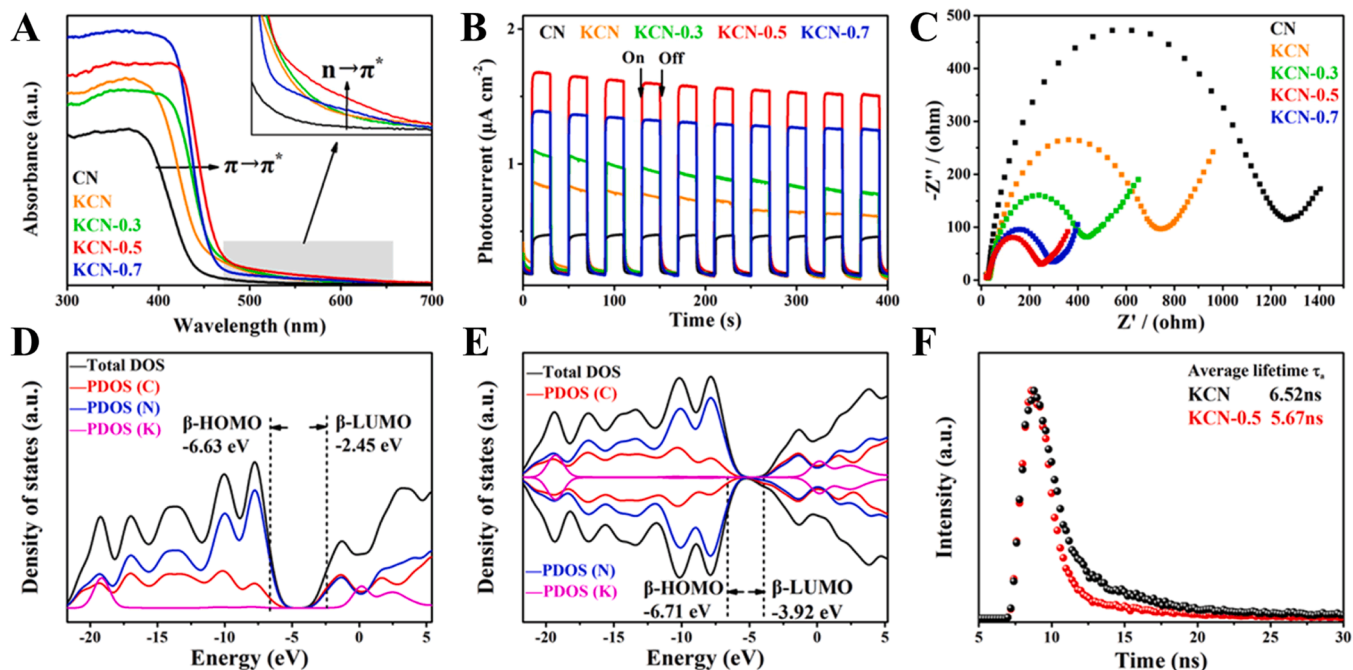 A
n→π*
π→π*
CN
KCN
KCN-0.3
KCN-0.5
KCN-0.7
Absorbance (a.u.)
300 400 500 600 700
Wavelength (nm)
B
CN KCN KCN-0.3 KCN-0.5 KCN-0.7
On Off
Photocurrent (μA cm⁻²)
2
1
0
0 50 100 150 200 250 300 350 400
Time (s)
C
CN
KCN
KCN-0.3
KCN-0.5
KCN-0.7
-Z'' / (ohm)
500
400
300
200
100
0
0 200 400 600 800 1000 1200 1400
Z' / (ohm)
D
Total DOS
PDOS (C)
PDOS (N)
PDOS (K)
β-HOMO
-6.63 eV
β-LUMO
-2.45 eV
Density of states (a.u.)
-20 -15 -10 -5 0 5
Energy (eV)
E
Total DOS
PDOS (C)
PDOS (N)
PDOS (K)
β-HOMO
-6.71 eV
β-LUMO
-3.92 eV
Density of states (a.u.)
-20 -15 -10 -5 0 5
Energy (eV)
F
Average lifetime τₐ
KCN 6.52ns
KCN-0.5 5.67ns
Intensity (a.u.)
5 10 15 20 25 30
Time (ns)